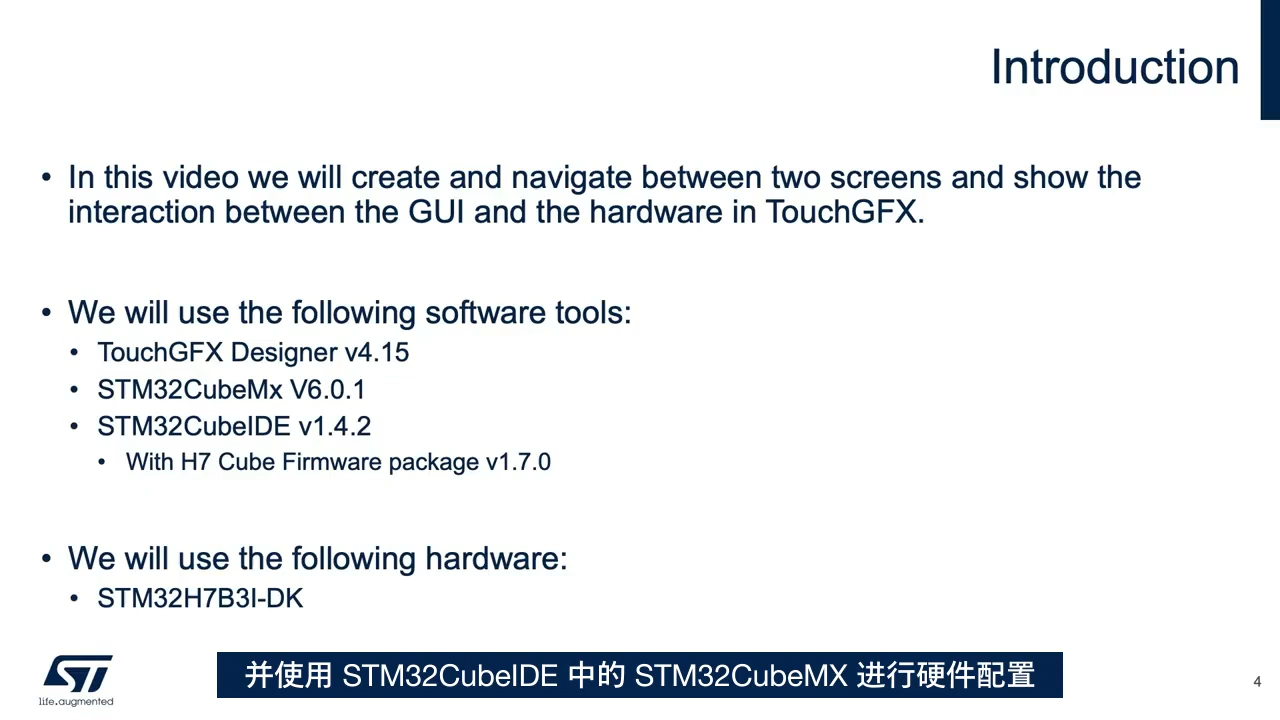 Introduction
• In this video we will create and navigate between two screens and show the
interaction between the GUI and the hardware in TouchGFX.
• We will use the following software tools:
• TouchGFX Designer v4.15
• STM32CubeMx V6.0.1
• STM32CubeIDE v1.4.2
• With H7 Cube Firmware package v1.7.0
• We will use the following hardware:
• STM32H7B3I-DK
ST
life.augmented
并使用 STM32CubeIDE 中的 STM32CubeMX 进行硬件配置
4